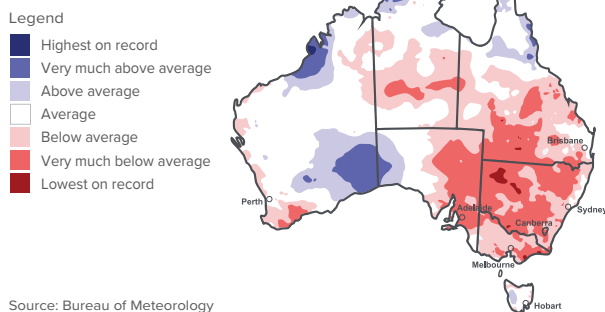 Legend
Highest on record
Very much above average
Above average
Average
Below average
Very much below average
Lowest on record
Brisbane
Perth
Adelaide
Sydney
Canberra
Melbourne
Hobart
Source: Bureau of Meteorology